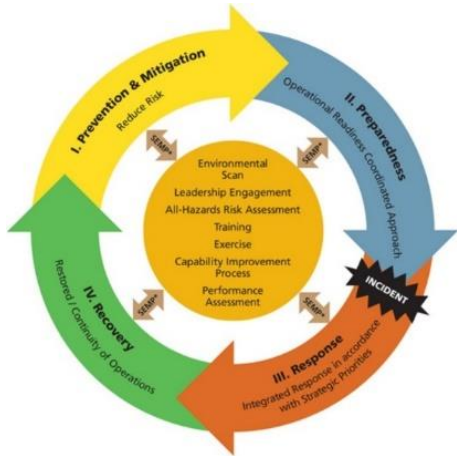 I. Prevention & Mitigation
Reduce Risk
II. Preparedness
Operational Readiness Coordinated Approach
INCIDENT
III. Response
Integrated Response in accordance
with Strategic Priorities
IV. Recovery
Restored / Continuity of Operations
SEMP*
SEMP*
SEMP*
SEMP*
Environmental
Scan
Leadership Engagement
All-Hazards Risk Assessment
Training
Exercise
Capability Improvement
Process
Performance
Assessment